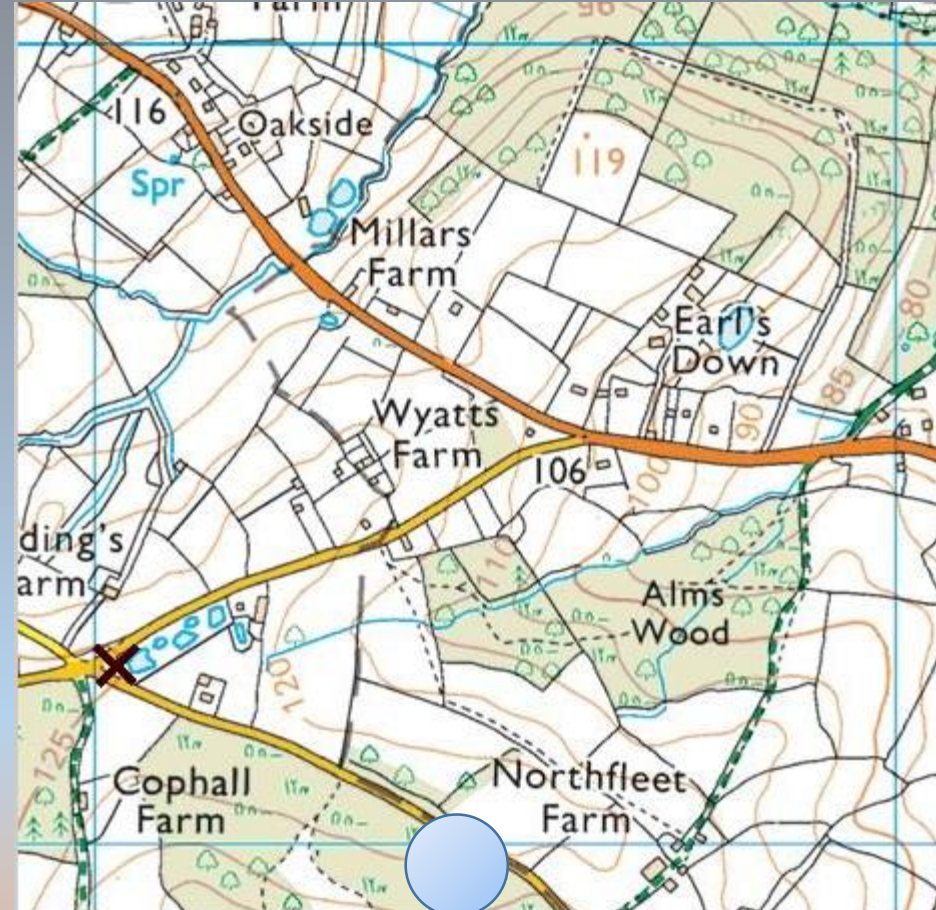 96
116
Oakside
119
Spr
Millars
Farm
Earl's
Down
80
85
Wyatts
Farm
90
106
100
ding's
arm
110
Alms
Wood
120
125
Cophall
Farm
Northfleet
Farm